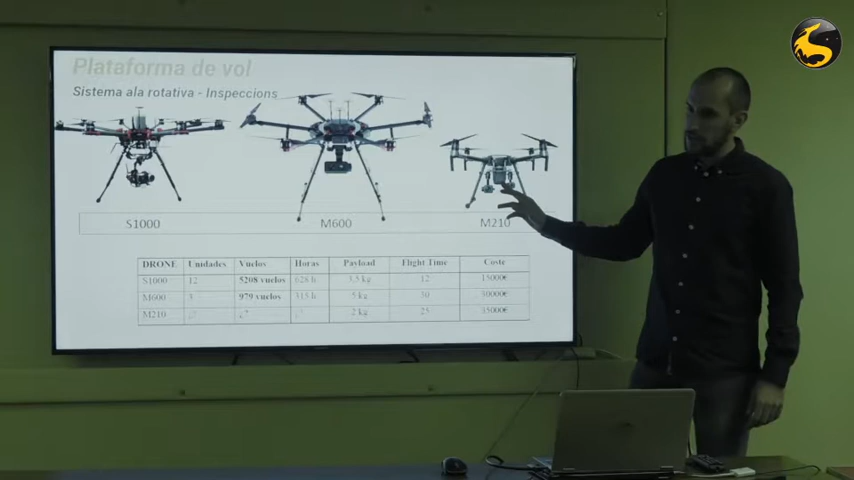 Plataforma de vol
Sistema ala rotativa - Inspeccions
S1000 M600 M210
DRONE Unidades Vuelos Horas Payload Flight Time Coste
S1000 12 5208 vuelos 628 h 3,5 kg 12 15000€
M600 3 979 vuelos 315 h 5 kg 30
M210 2 kg 25